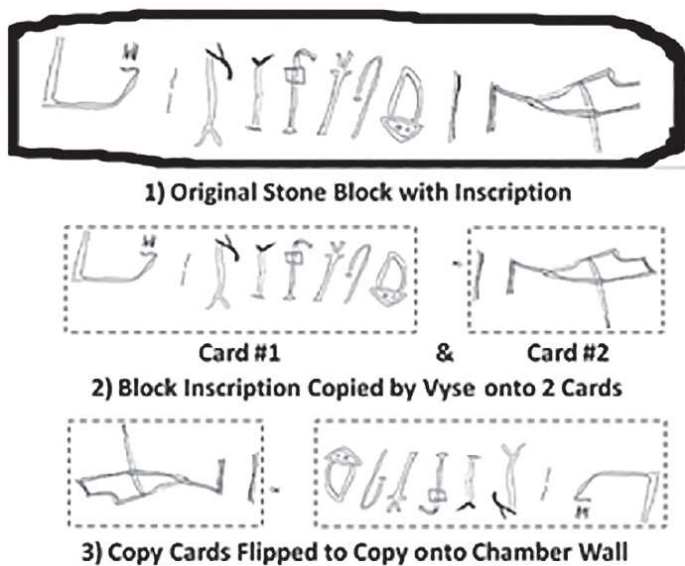 1) Original Stone Block with Inscription
Card #1 & Card #2
2) Block Inscription Copied by Vyse onto 2 Cards
3) Copy Cards Flipped to Copy onto Chamber Wall